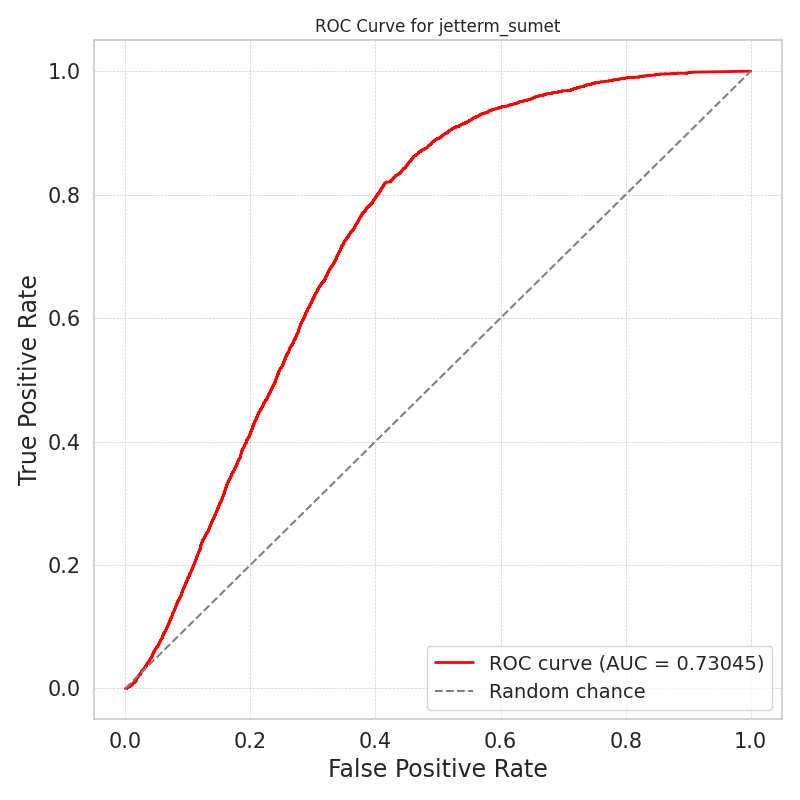 ROC Curve for jetterm_sumet
True Positive Rate
1.0
0.8
0.6
0.4
0.2
0.0
ROC curve (AUC = 0.73045)
Random chance
0.0 0.2 0.4 0.6 0.8 1.0
False Positive Rate